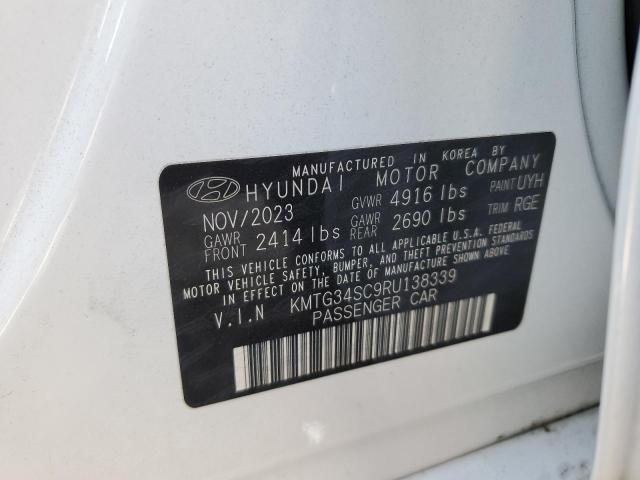 MANUFACTURED IN KOREA BY
HYUNDAI MOTOR COMPANY
NOV/2023 GVWR 4916 lbs PAINT UYH
GAWR FRONT 2414 lbs GAWR REAR 2690 lbs TRIM RGE
THIS VEHICLE CONFORMS TO ALL APPLICABLE U.S.A. FEDERAL
MOTOR VEHICLE SAFETY, BUMPER, AND THEFT PREVENTION STANDARDS
IN EFFECT ON THE DATE OF MANUFACTURE SHOWN ABOVE.
V.I.N KMTG34SC9RU138339
PASSENGER CAR